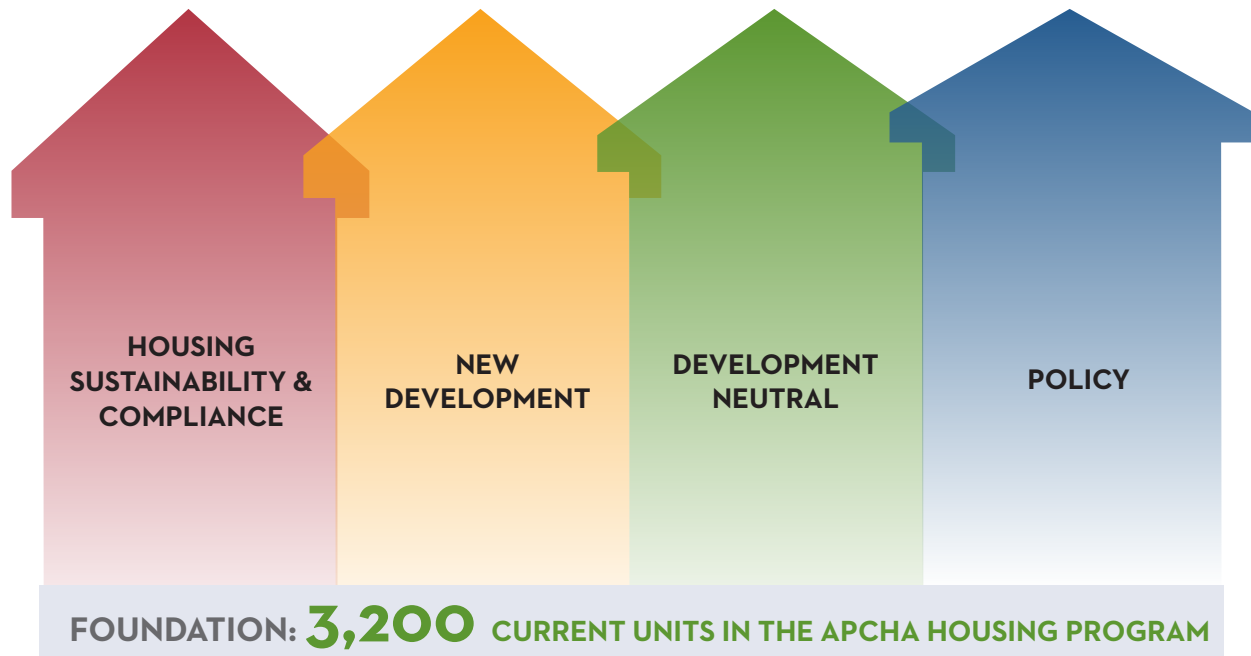 HOUSING
SUSTAINABILITY &
COMPLIANCE
NEW
DEVELOPMENT
DEVELOPMENT
NEUTRAL
POLICY
FOUNDATION: 3,200 CURRENT UNITS IN THE APCHA HOUSING PROGRAM